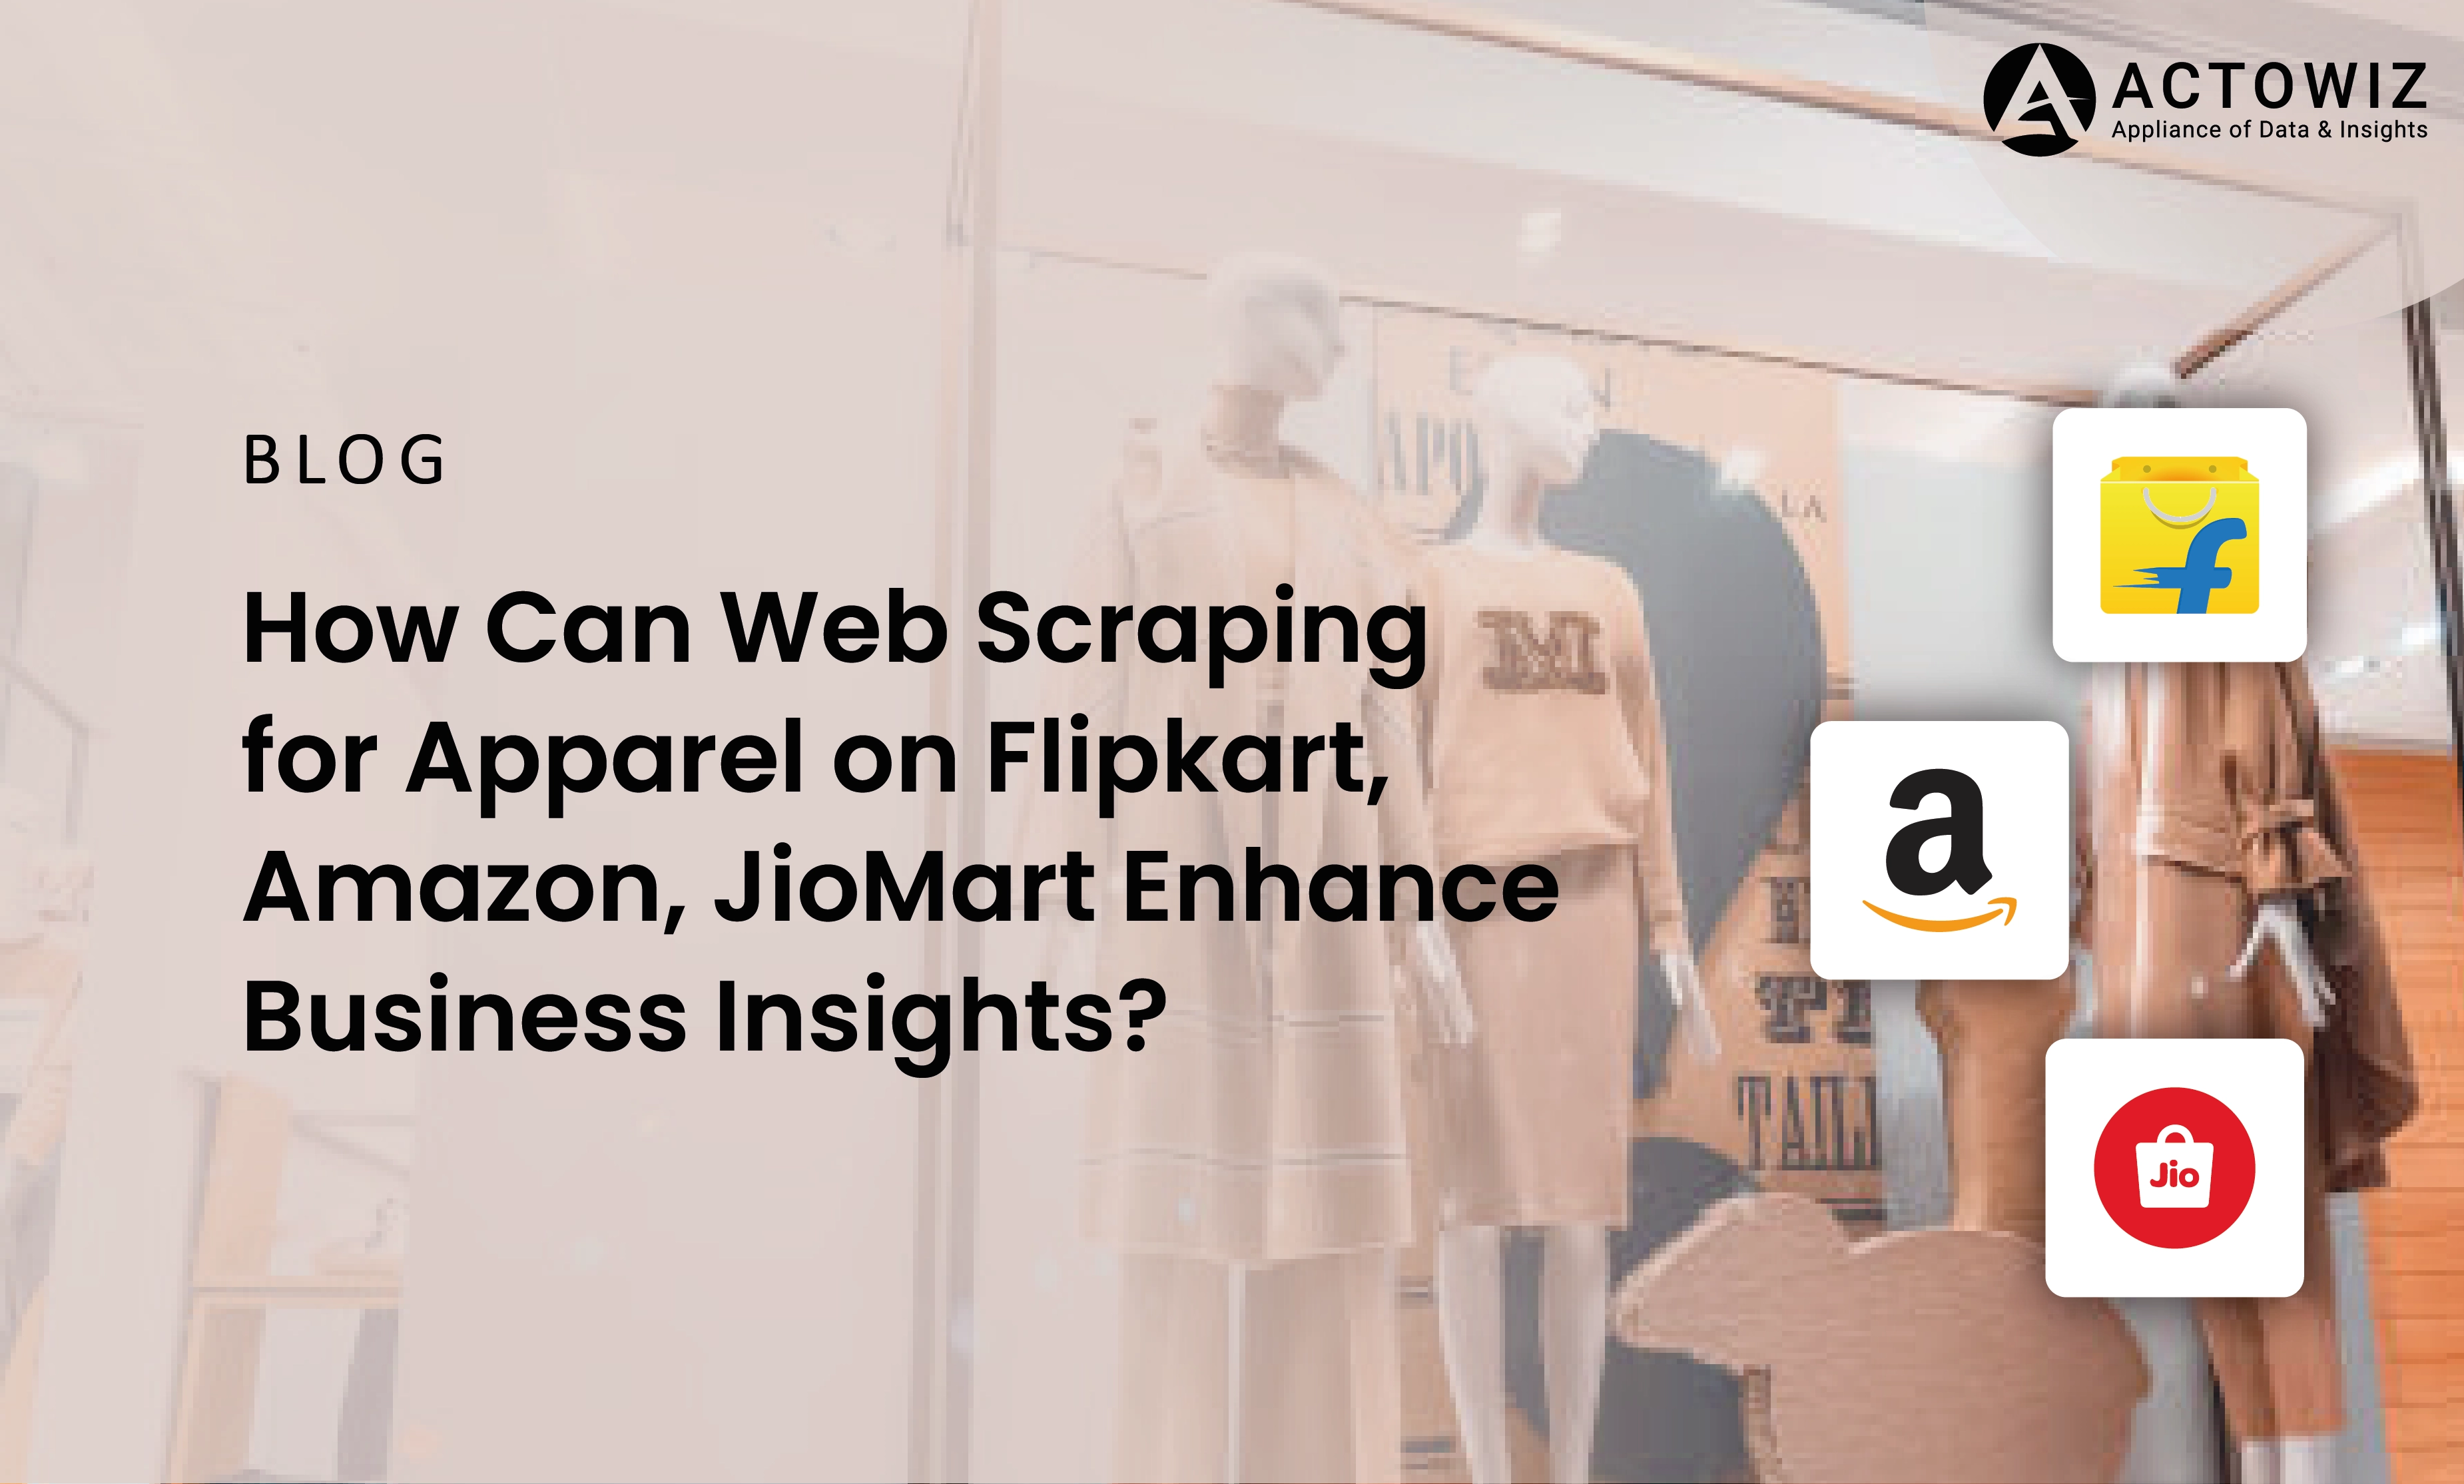 ACTOWIZ
Appliance of Data & Insights
BLOG
How Can Web Scraping
for Apparel on Flipkart,
Amazon, JioMart Enhance
Business Insights?
M
LA
f
a
Jio